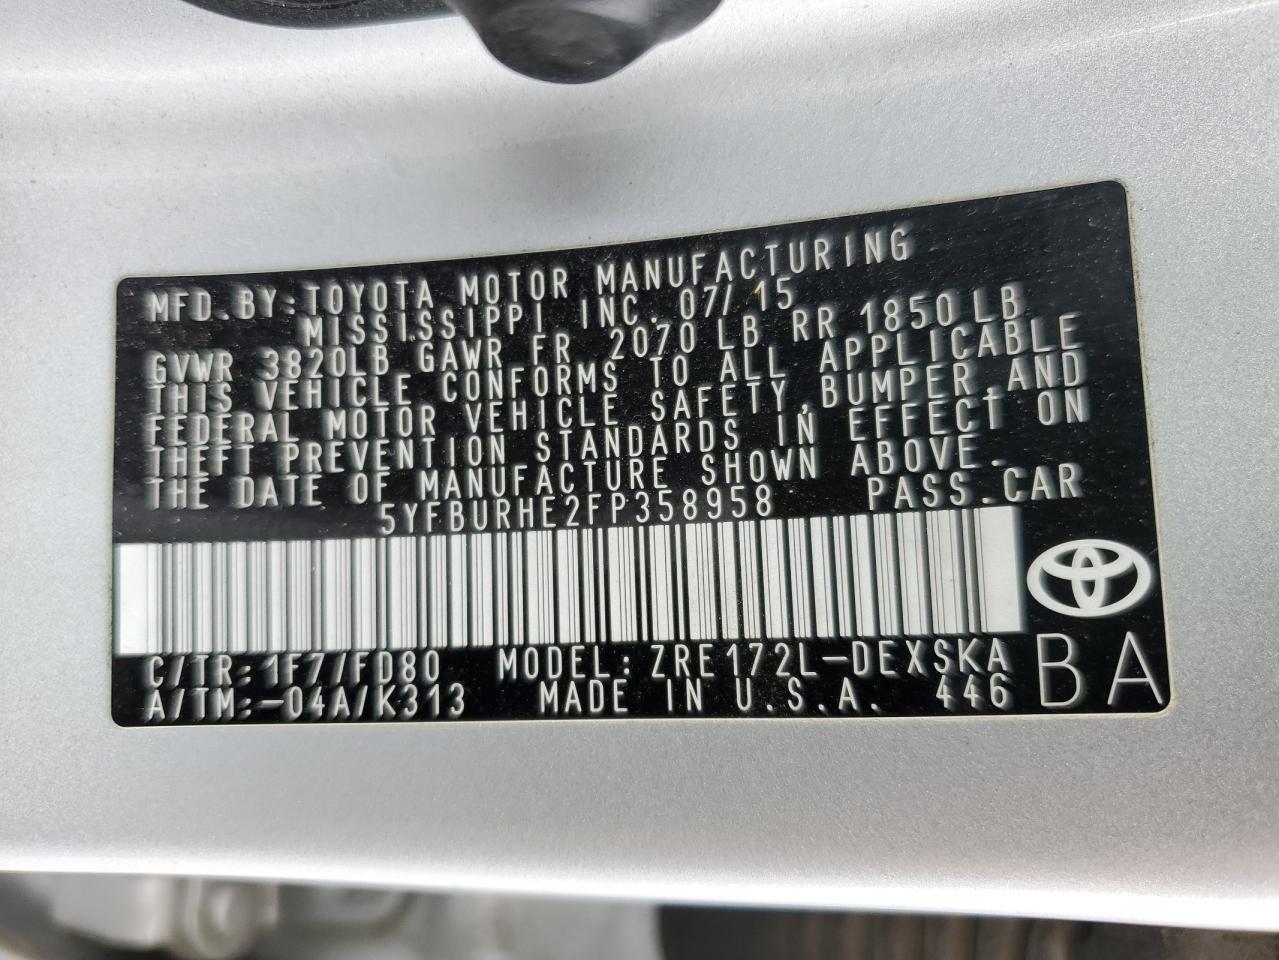 MFD. BY: TOYOTA MOTOR MANUFACTURING
MISSISSIPPI INC. 07/15
GVWR 3820LB GAWR FR 2070 LB RR 1850 LB
THIS VEHICLE CONFORMS TO ALL APPLICABLE
FEDERAL MOTOR VEHICLE SAFETY, BUMPER, AND
THEFT PREVENTION STANDARDS IN EFFECT ON
THE DATE OF MANUFACTURE SHOWN ABOVE.
5YFBURHE2FP358958 PASS. CAR
C/TR: 1F7/FD80 MODEL: ZRE172L-DEXSKA
A/TM:-04A/K313 MADE IN U.S.A. 446
BA